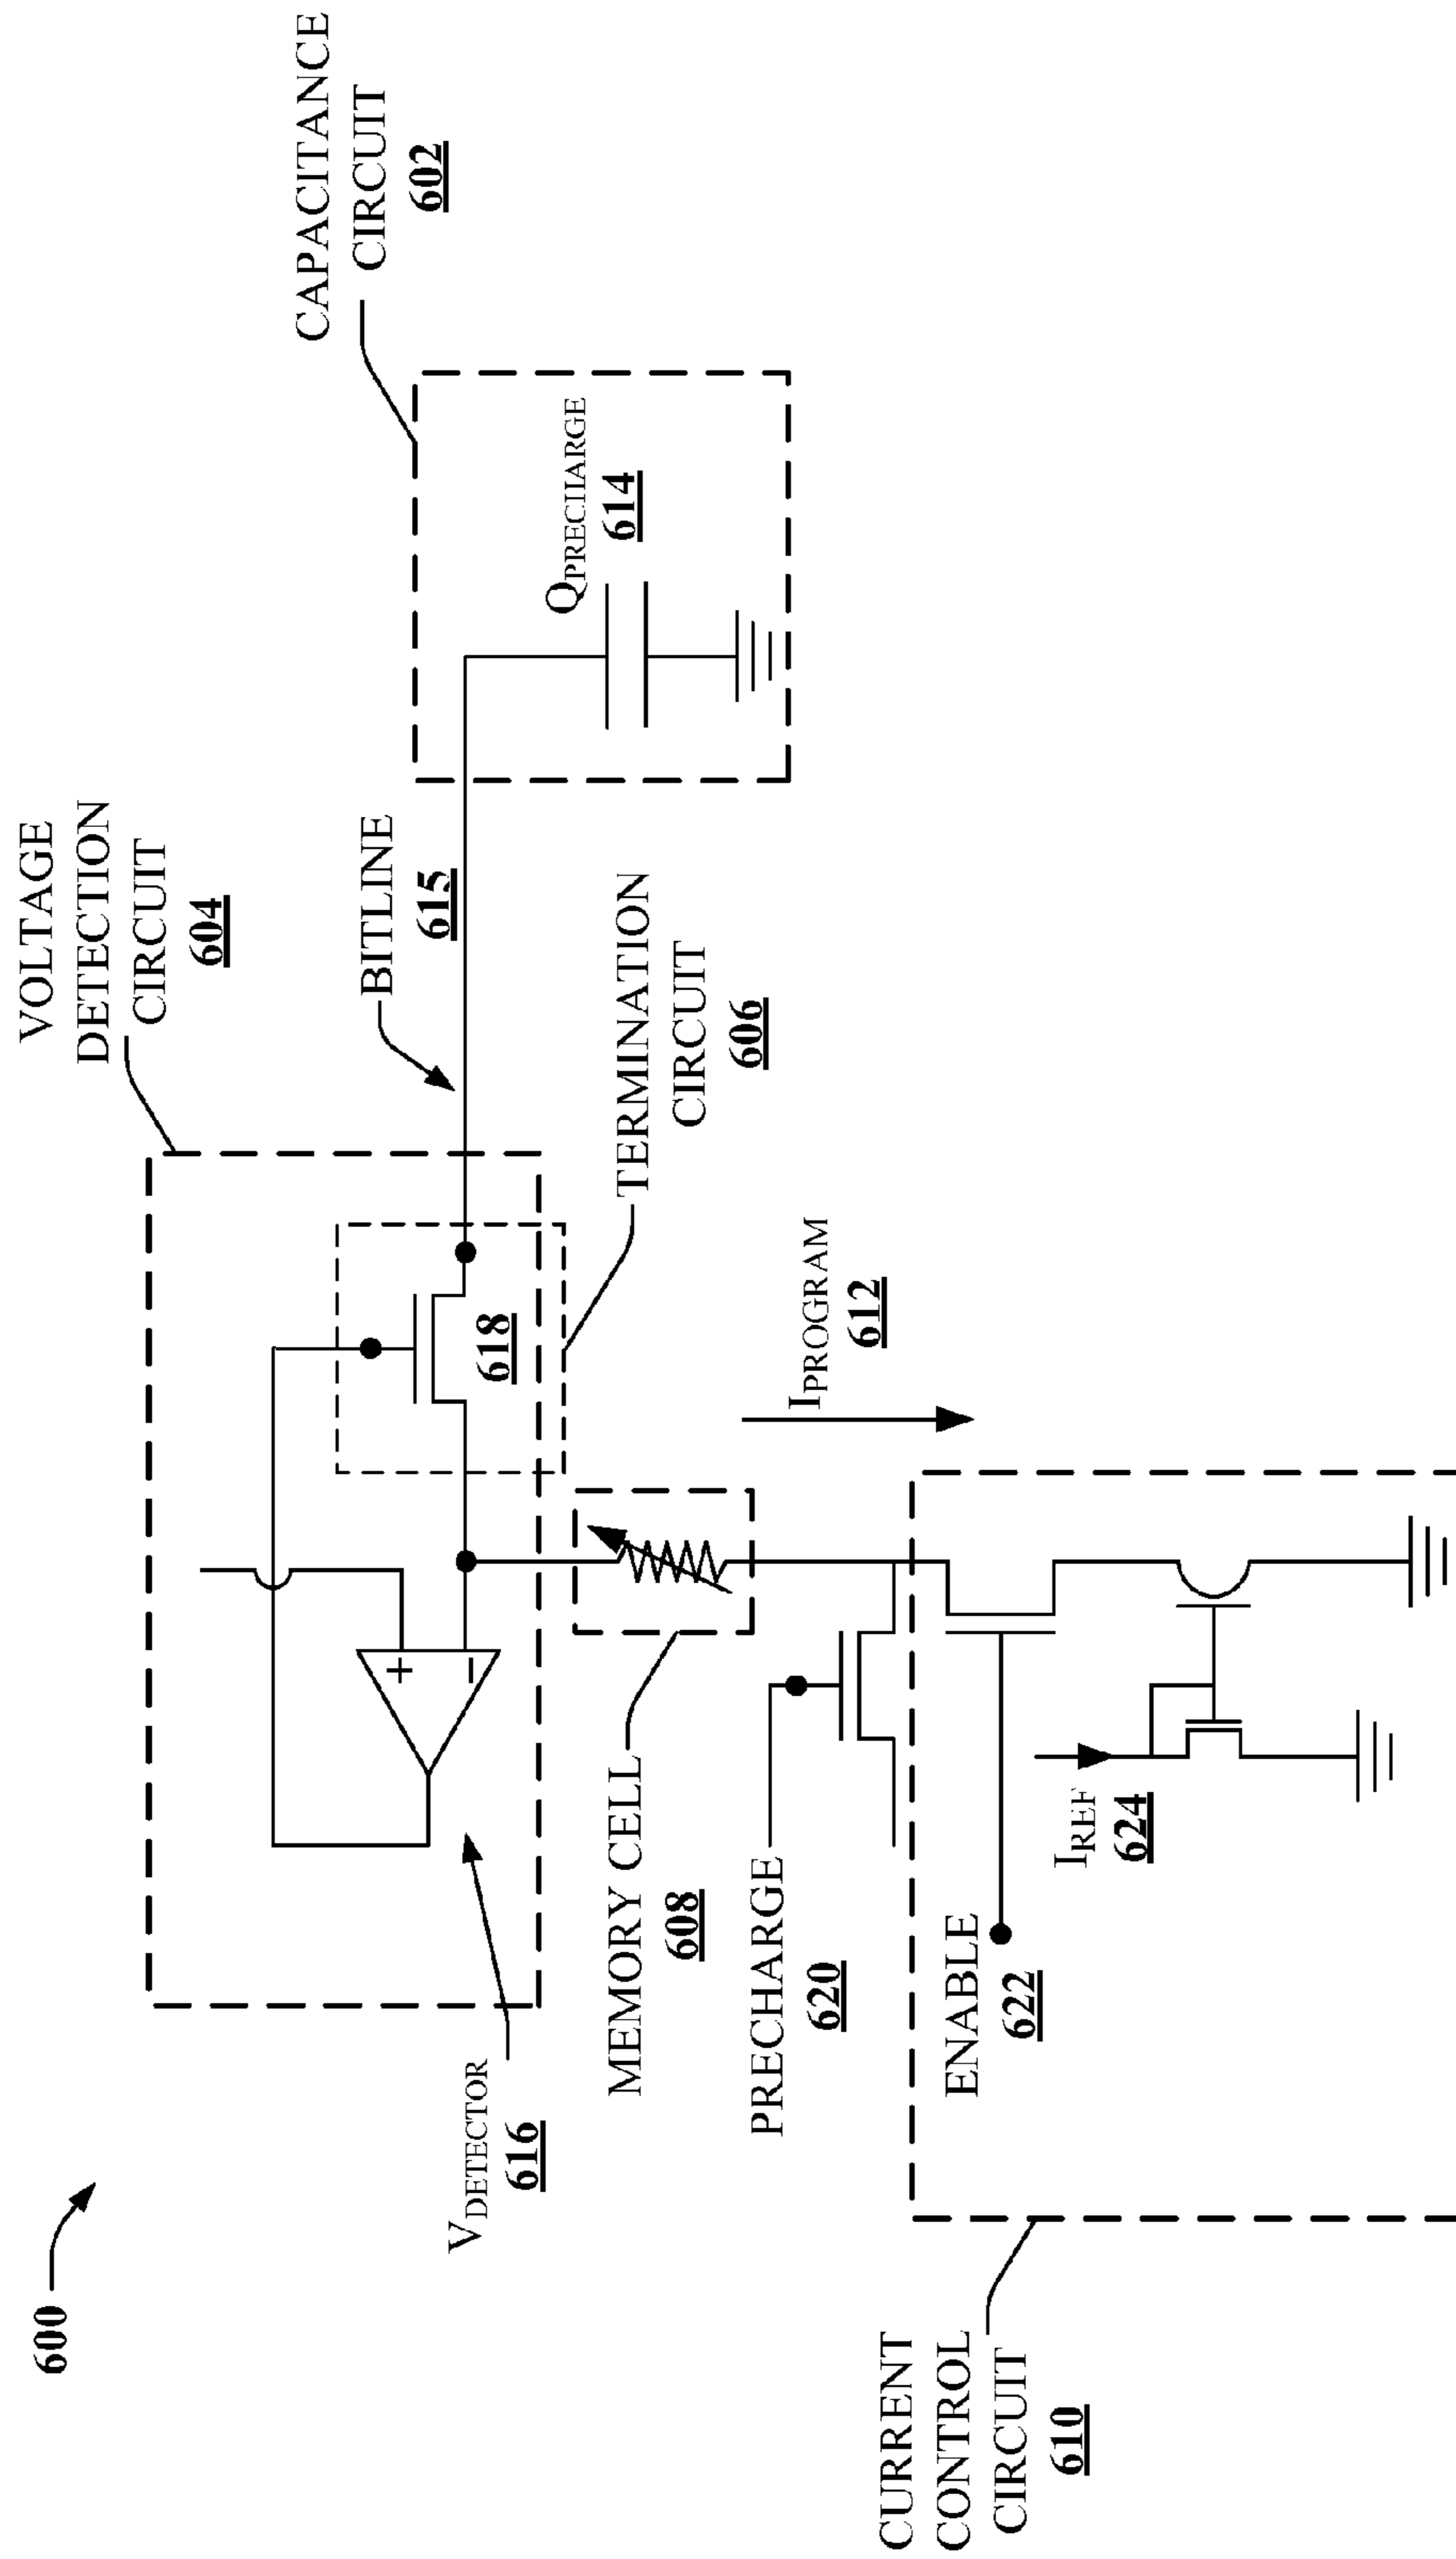 600
VOLTAGE
DETECTION
CIRCUIT
604
CAPACITANCE
CIRCUIT
602
BITLINE
615
QPRECHARGE
614
+
−
618
VDETECTOR
616
TERMINATION
CIRCUIT
606
MEMORY CELL
608
IPROGRAM
612
PRECHARGE
620
CURRENT
CONTROL
CIRCUIT
610
ENABLE
622
IREF
624